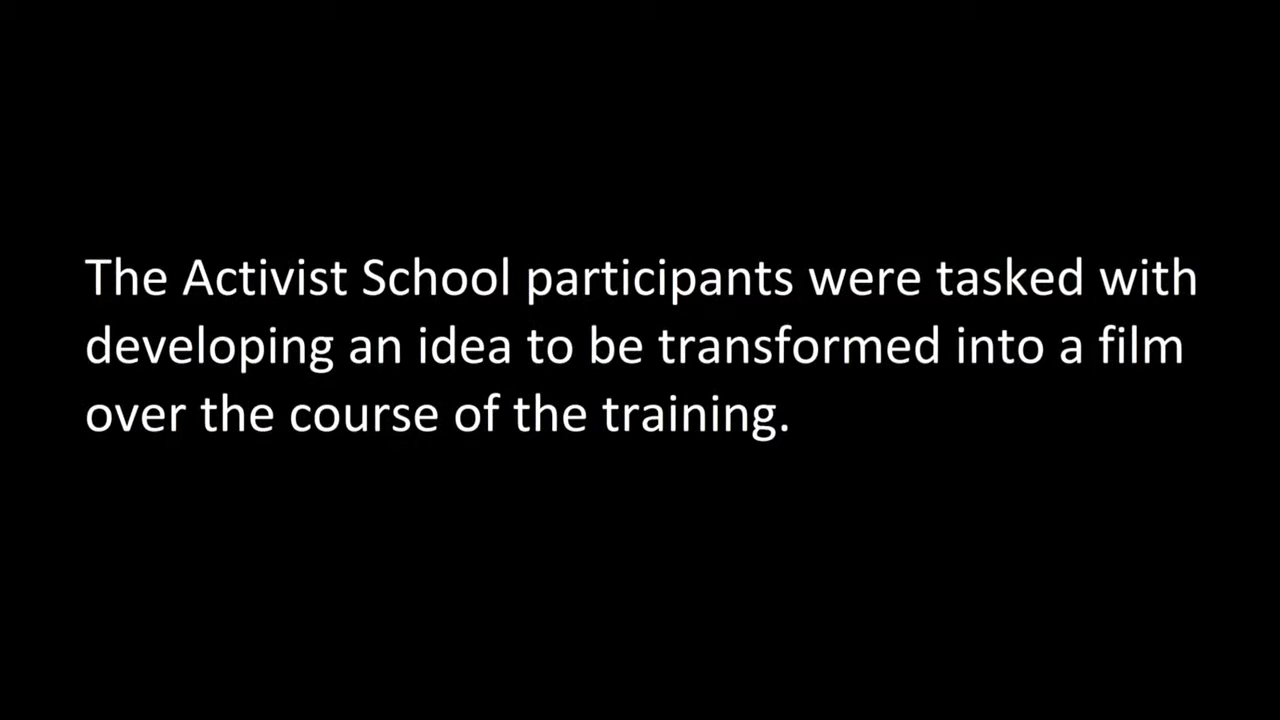 The Activist School participants were tasked with
developing an idea to be transformed into a film
over the course of the training.